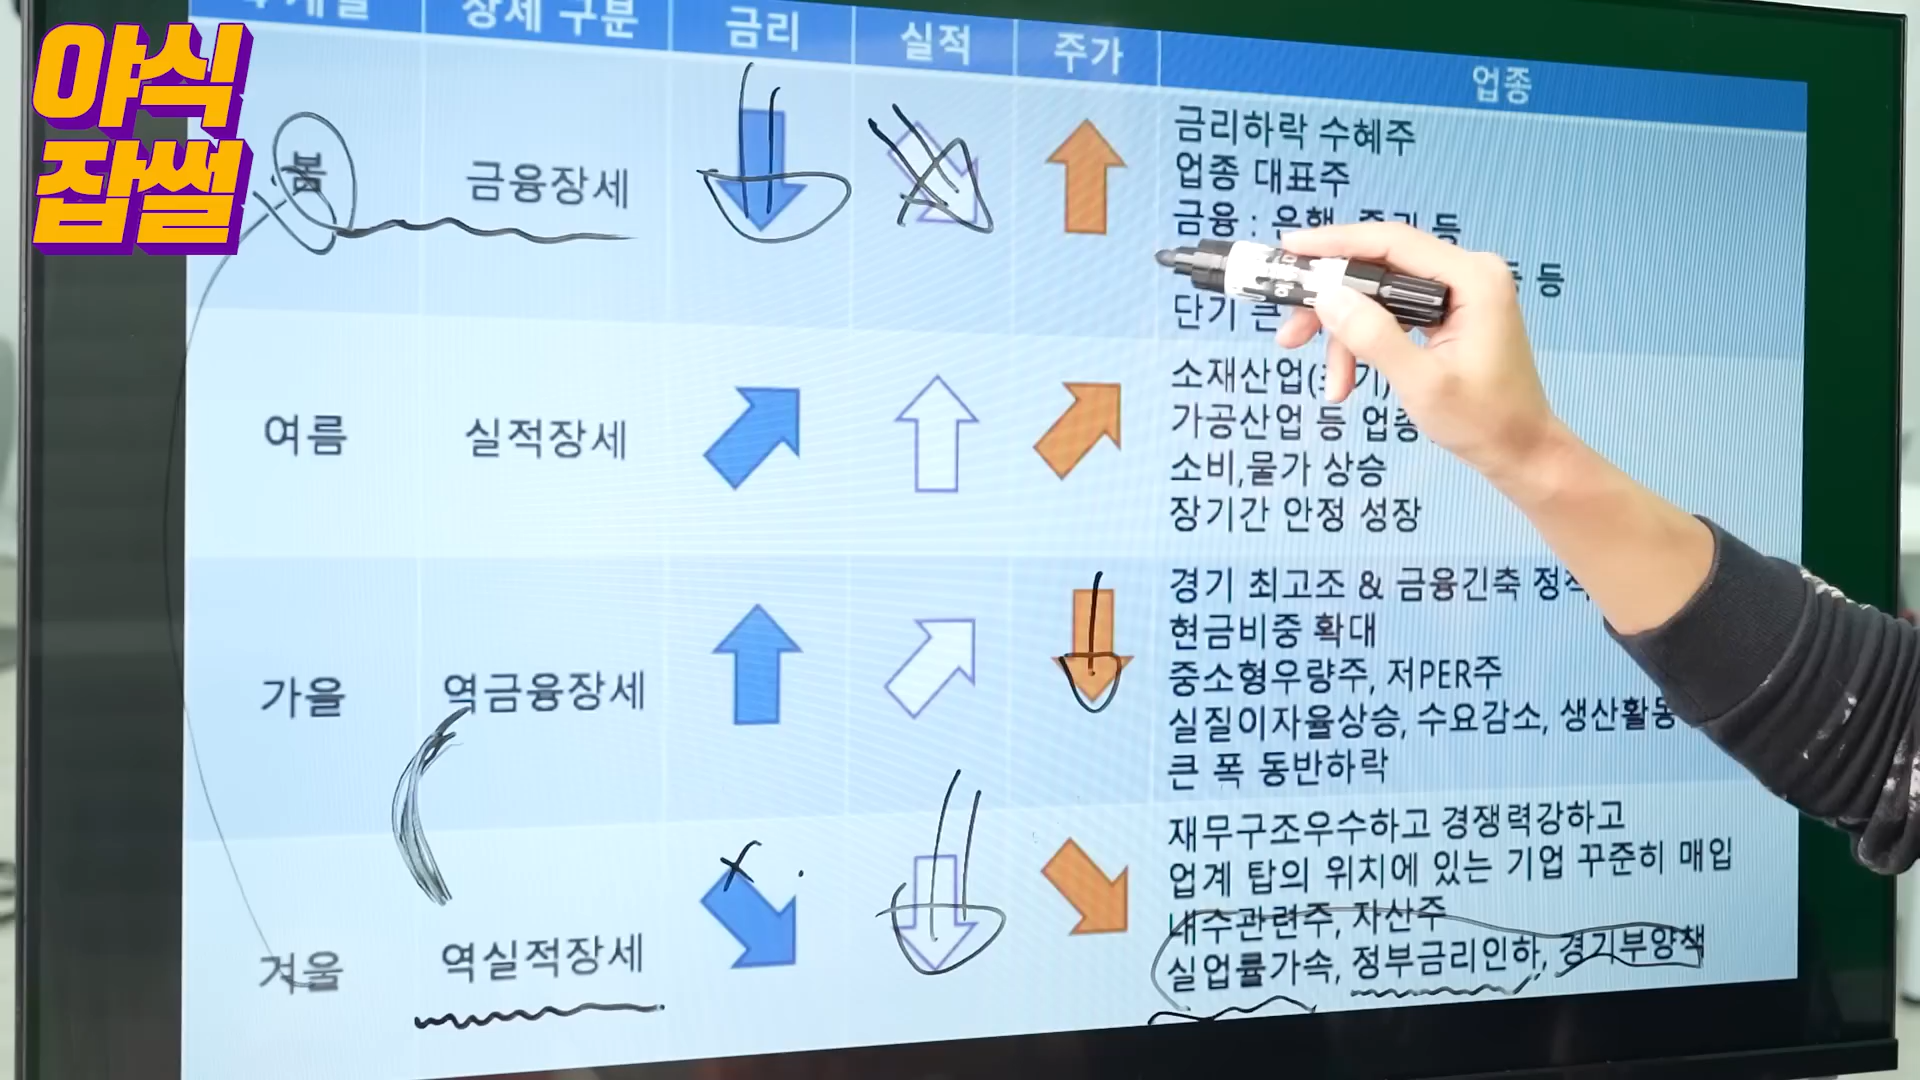 야식
잡썰
장세 구분
금리
실적
주가
업종
봄
금융장세
금리하락 수혜주
업종 대표주
금융 : 은행, 등
등
단기 큰
여름
실적장세
소재산업(
가공산업 등 업종
소비,물가 상승
장기간 안정 성장
가을
역금융장세
경기 최고조 & 금융긴축
현금비중 확대
중소형우량주, 저PER주
실질이자율상승, 수요감소, 생산활동
큰 폭 동반하락
겨울
역실적장세
재무구조우수하고 경쟁력강하고
업계 탑의 위치에 있는 기업 꾸준히 매입
내수관련주, 자산주
실업률가속, 정부금리인하, 경기부양책